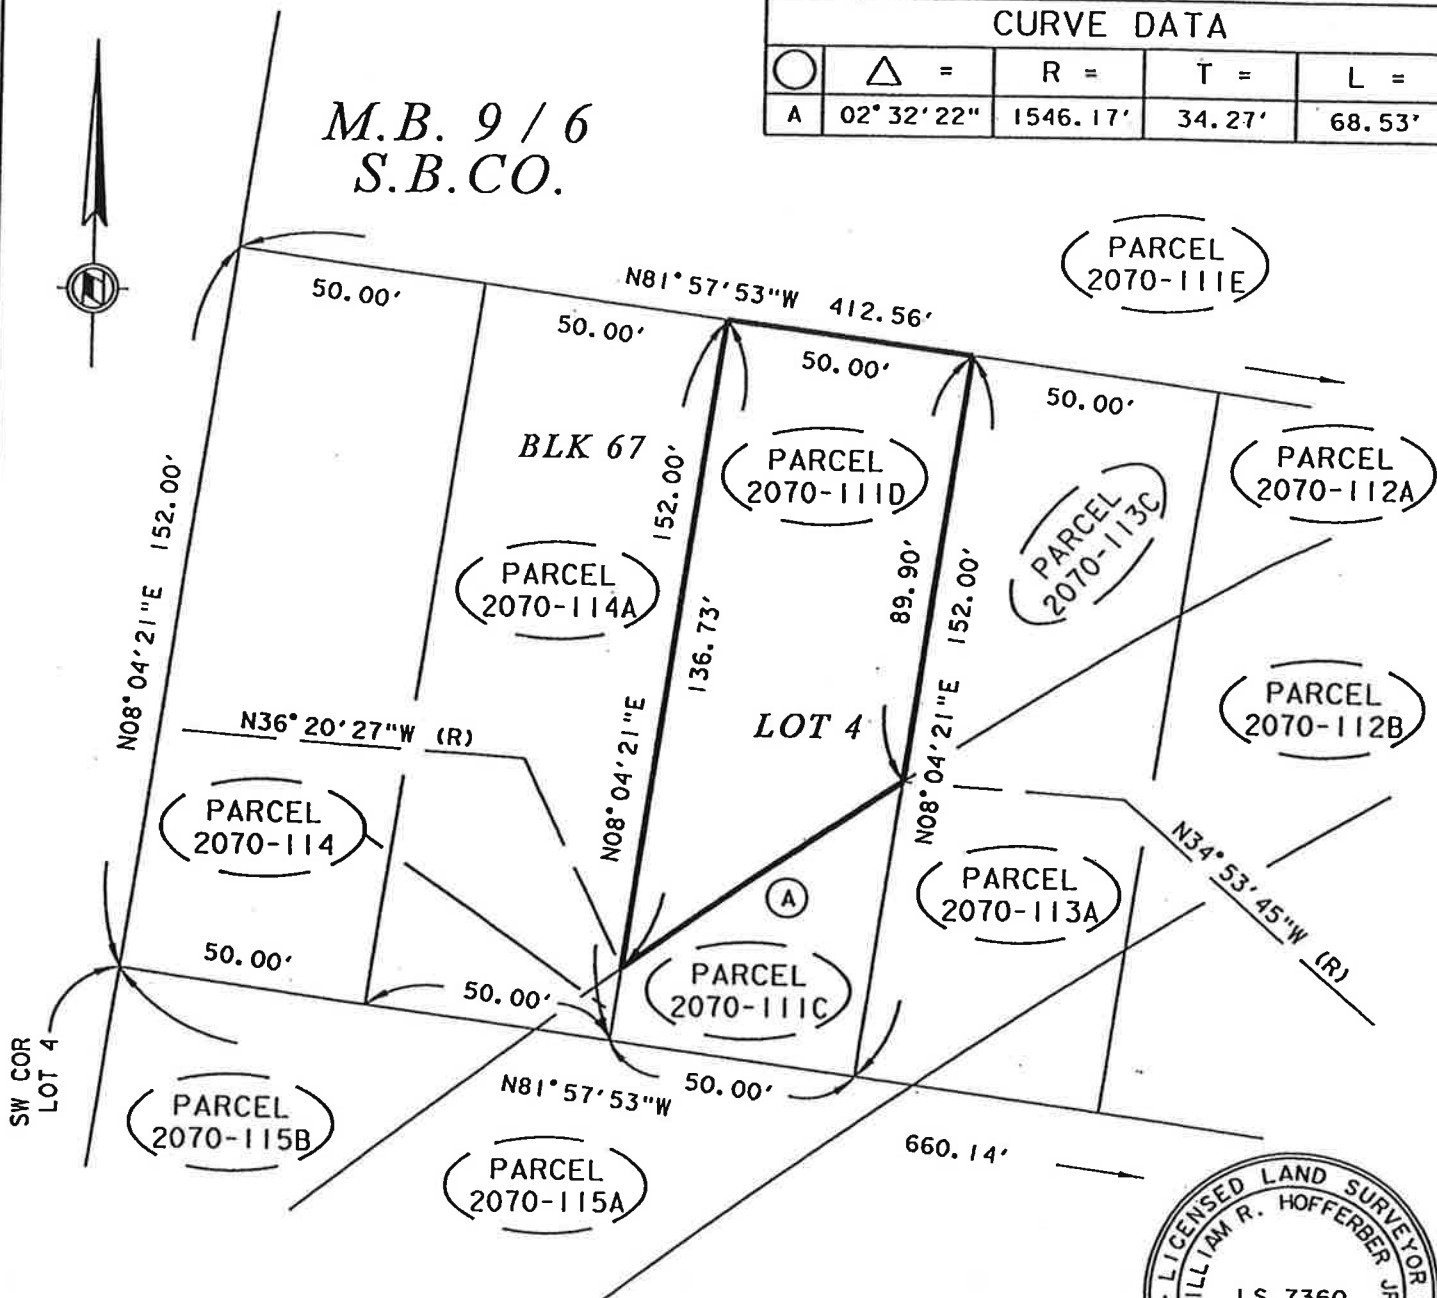 CURVE DATA
△ = R = T = L =
A 02°32'22" 1546.17' 34.27' 68.53'
M.B. 9 / 6
S.B.CO.
N
PARCEL
2070-111E
N81°57'53"W 412.56'
50.00'
50.00'
50.00'
50.00'
BLK 67
PARCEL
2070-111D
PARCEL
2070-112A
PARCEL
2070-113C
N08°04'21"E 152.00'
152.00'
PARCEL
2070-114A
136.73'
N08°04'21"E
89.90'
N08°04'21"E 152.00'
PARCEL
2070-112B
LOT 4
N36°20'27"W (R)
PARCEL
2070-114
A
PARCEL
2070-113A
N34°53'45"W (R)
50.00'
50.00'
PARCEL
2070-111C
SW COR
LOT 4
N81°57'53"W
50.00'
PARCEL
2070-115B
PARCEL
2070-115A
660.14'
LICENSED LAND SURVEYOR
ILLIAM R. HOFFERBER JR
LS 7360